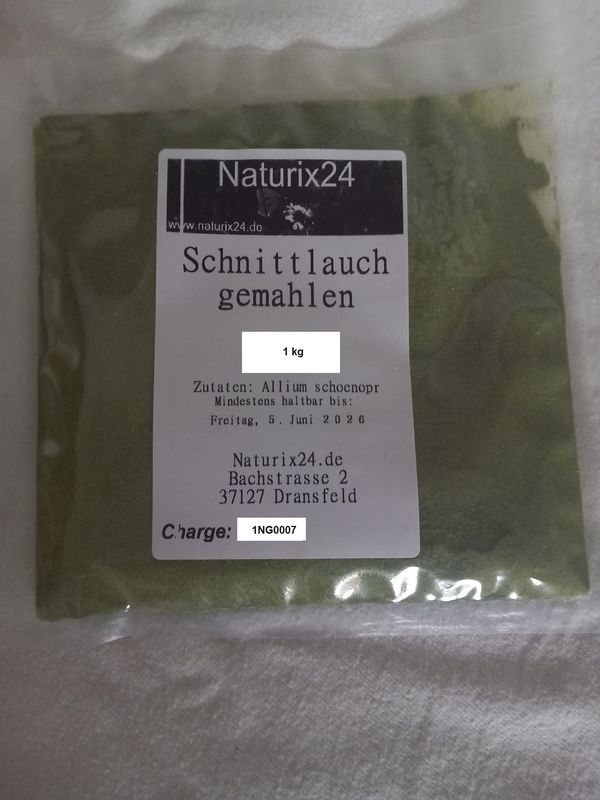 Naturix24
www.naturix24.de
Schnittlauch
gemahlen
1 kg
Zutaten: Allium schoenopr
Mindestens haltbar bis:
Freitag, 5. Juni 2026
Naturix24.de
Bachstrasse 2
37127 Dransfeld
Charge: 1NG0007